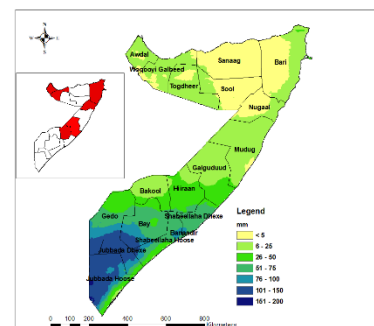 Awdal
Woqooyi Galbeed
Togdheer
Sanaag
Bari
Sool
Nugaal
Mudug
Galguduud
Hiiraan
Bakool
Gedo
Bay
Shabeellaha Dhexe
Banaadir
Shabeellaha Hoose
Jubbada Dhexe
Jubbada Hoose
Legend
mm
< 5
6 - 25
26 - 50
51 - 75
76 - 100
101 - 150
151 - 200
0 100 200 400 600 800
Kilometers